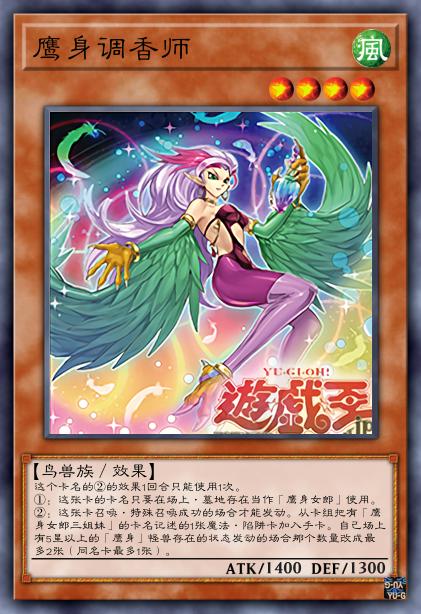 鹰身调香师
風
YU-GI-OH!
遊戯王
.jp
【鸟兽族/效果】
这个卡名的②的效果1回合只能使用1次。
①:这张卡的卡名只要在场上·墓地存在当作「鹰身女郎」使用。
②:这张卡召唤·特殊召唤成功的场合才能发动。从卡组把有「鹰
身女郎三姐妹」的卡名记述的1张魔法·陷阱卡加入手卡。自己场上
有5星以上的「鹰身」怪兽存在的状态发动的场合那个数量改成最
多2张(同名卡最多1张)。
ATK/1400 DEF/1300